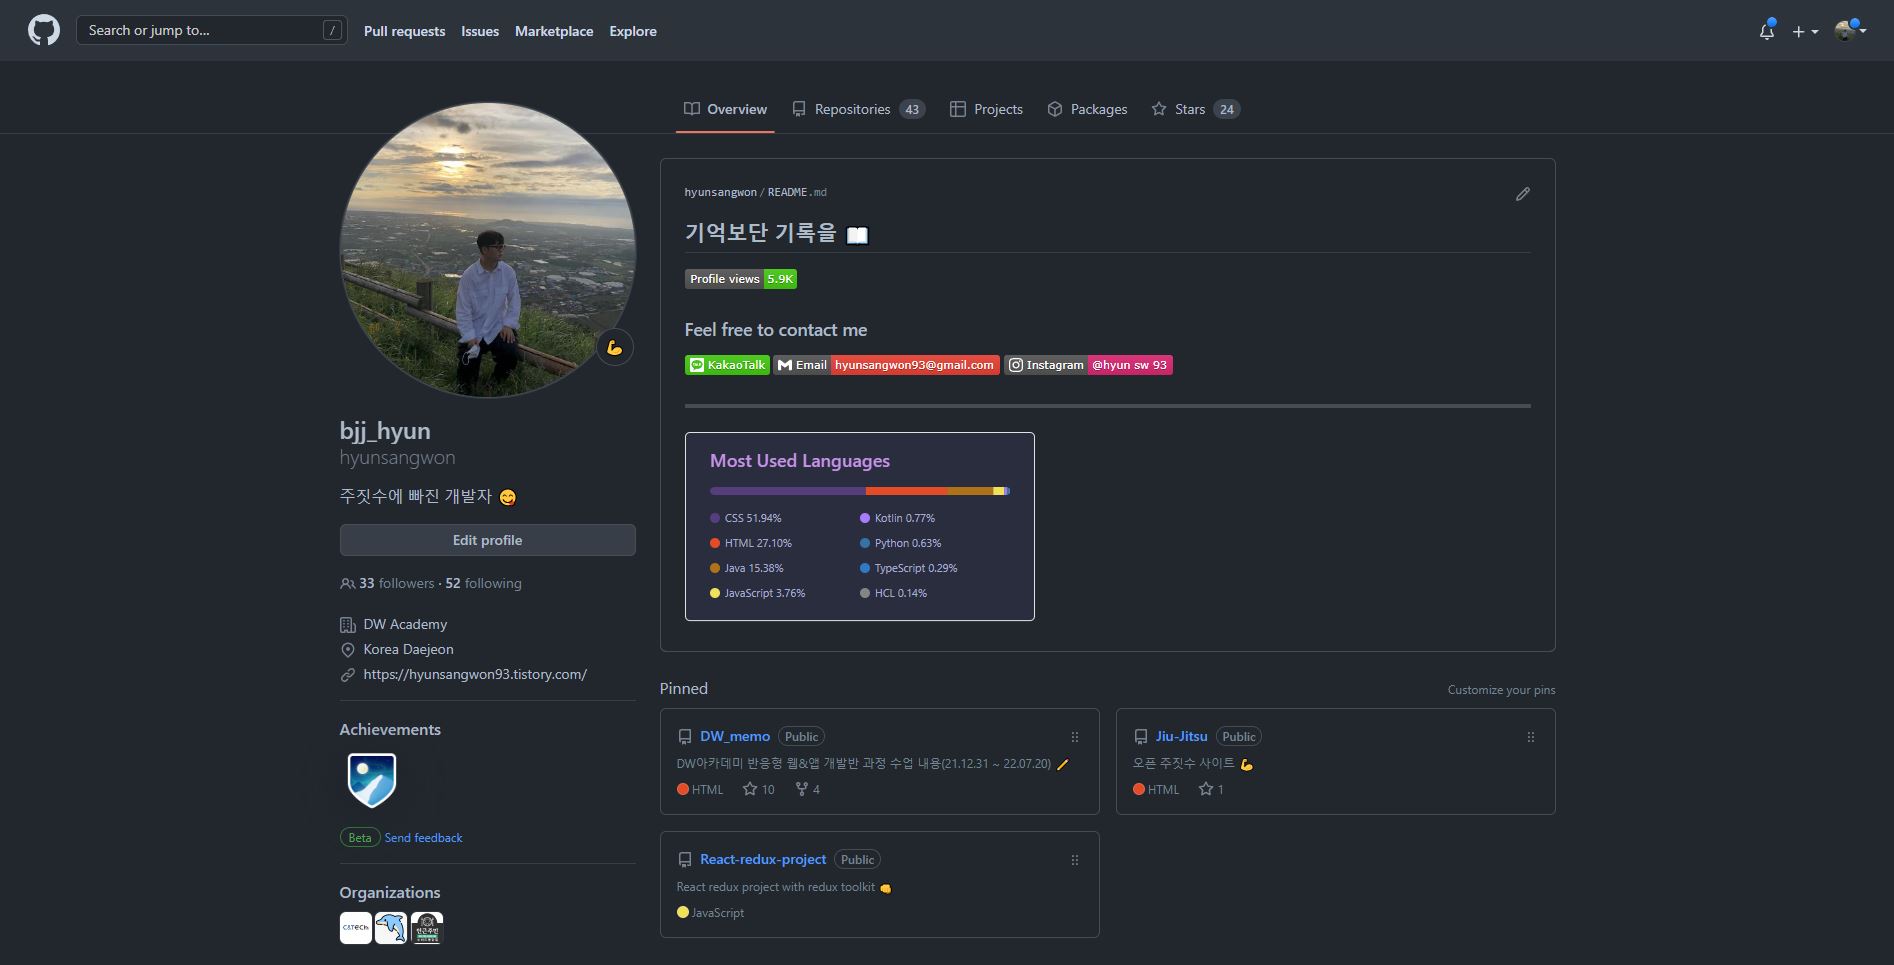 Search or jump to... /
Pull requests Issues Marketplace Explore
Overview Repositories 43 Projects Packages Stars 24
hyunsangwon/README.md
기억보단 기록을 📖
Profile views 5.9K
Feel free to contact me
KakaoTalk Email hyunsangwon93@gmail.com Instagram @hyun sw 93
Most Used Languages
CSS 51.94%
HTML 27.10%
Java 15.38%
JavaScript 3.76%
Kotlin 0.77%
Python 0.63%
TypeScript 0.29%
HCL 0.14%
bjj_hyun
hyunsangwon
주짓수에 빠진 개발자 😋
Edit profile
33 followers · 52 following
DW Academy
Korea Daejeon
https://hyunsangwon93.tistory.com/
Achievements
Beta Send feedback
Organizations
Pinned
Customize your pins
DW_memo Public
DW아카데미 반응형 웹&앱 개발반 과정 수업 내용(21.12.31 ~ 22.07.20) 🥖
HTML 10 4
Jiu-Jitsu Public
오픈 주짓수 사이트 💪
HTML 1
React-redux-project Public
React redux project with redux toolkit 👊
JavaScript